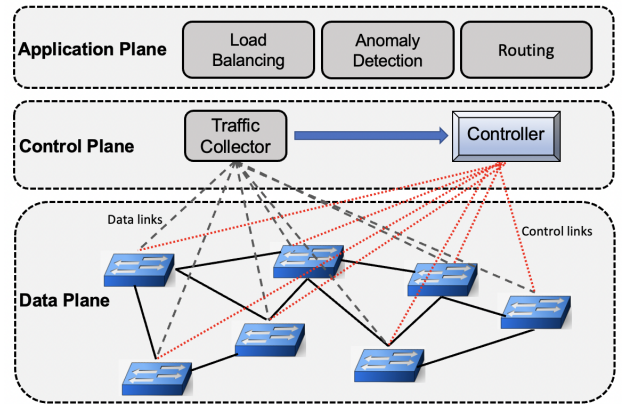 Application Plane
Load
Balancing
Anomaly
Detection
Routing
Control Plane
Traffic
Collector
Controller
Data links
Control links
Data Plane